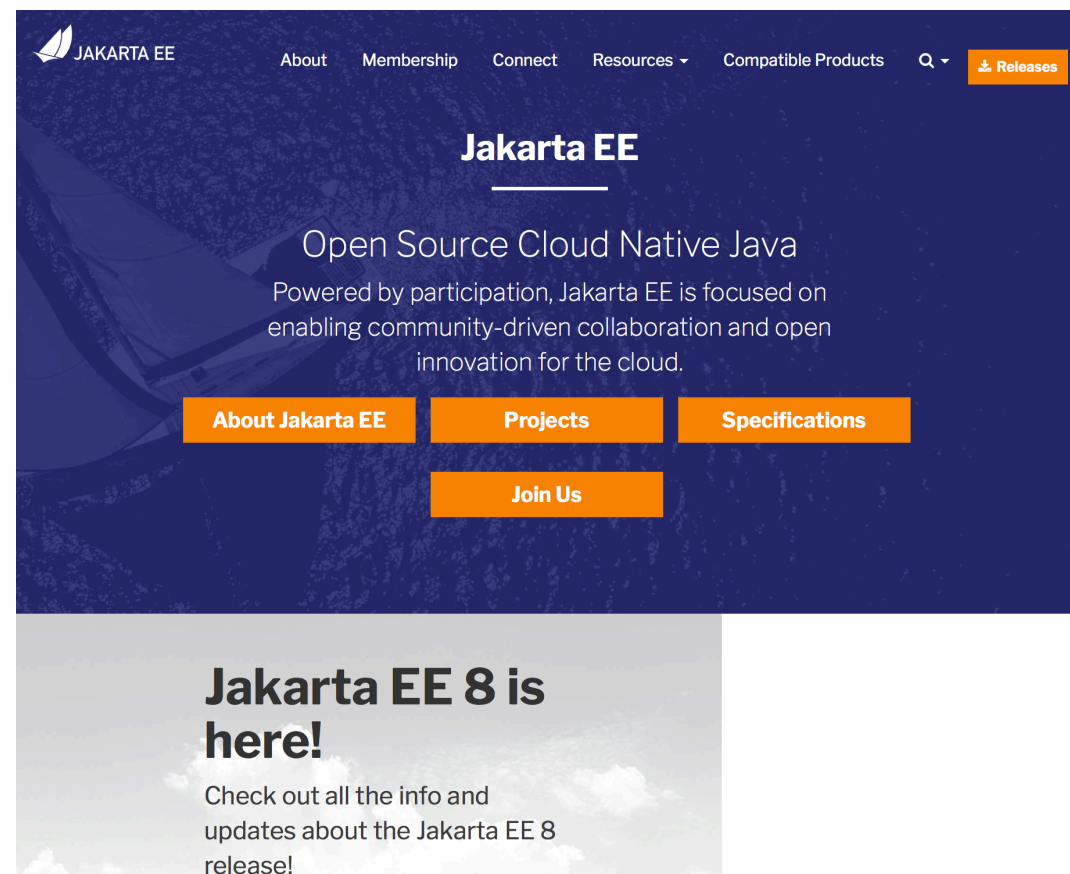 JAKARTA EE
About Membership Connect Resources Compatible Products Releases
Jakarta EE
Open Source Cloud Native Java
Powered by participation, Jakarta EE is focused on
enabling community-driven collaboration and open
innovation for the cloud.
About Jakarta EE Projects Specifications
Join Us
Jakarta EE 8 is
here!
Check out all the info and
updates about the Jakarta EE 8
release!